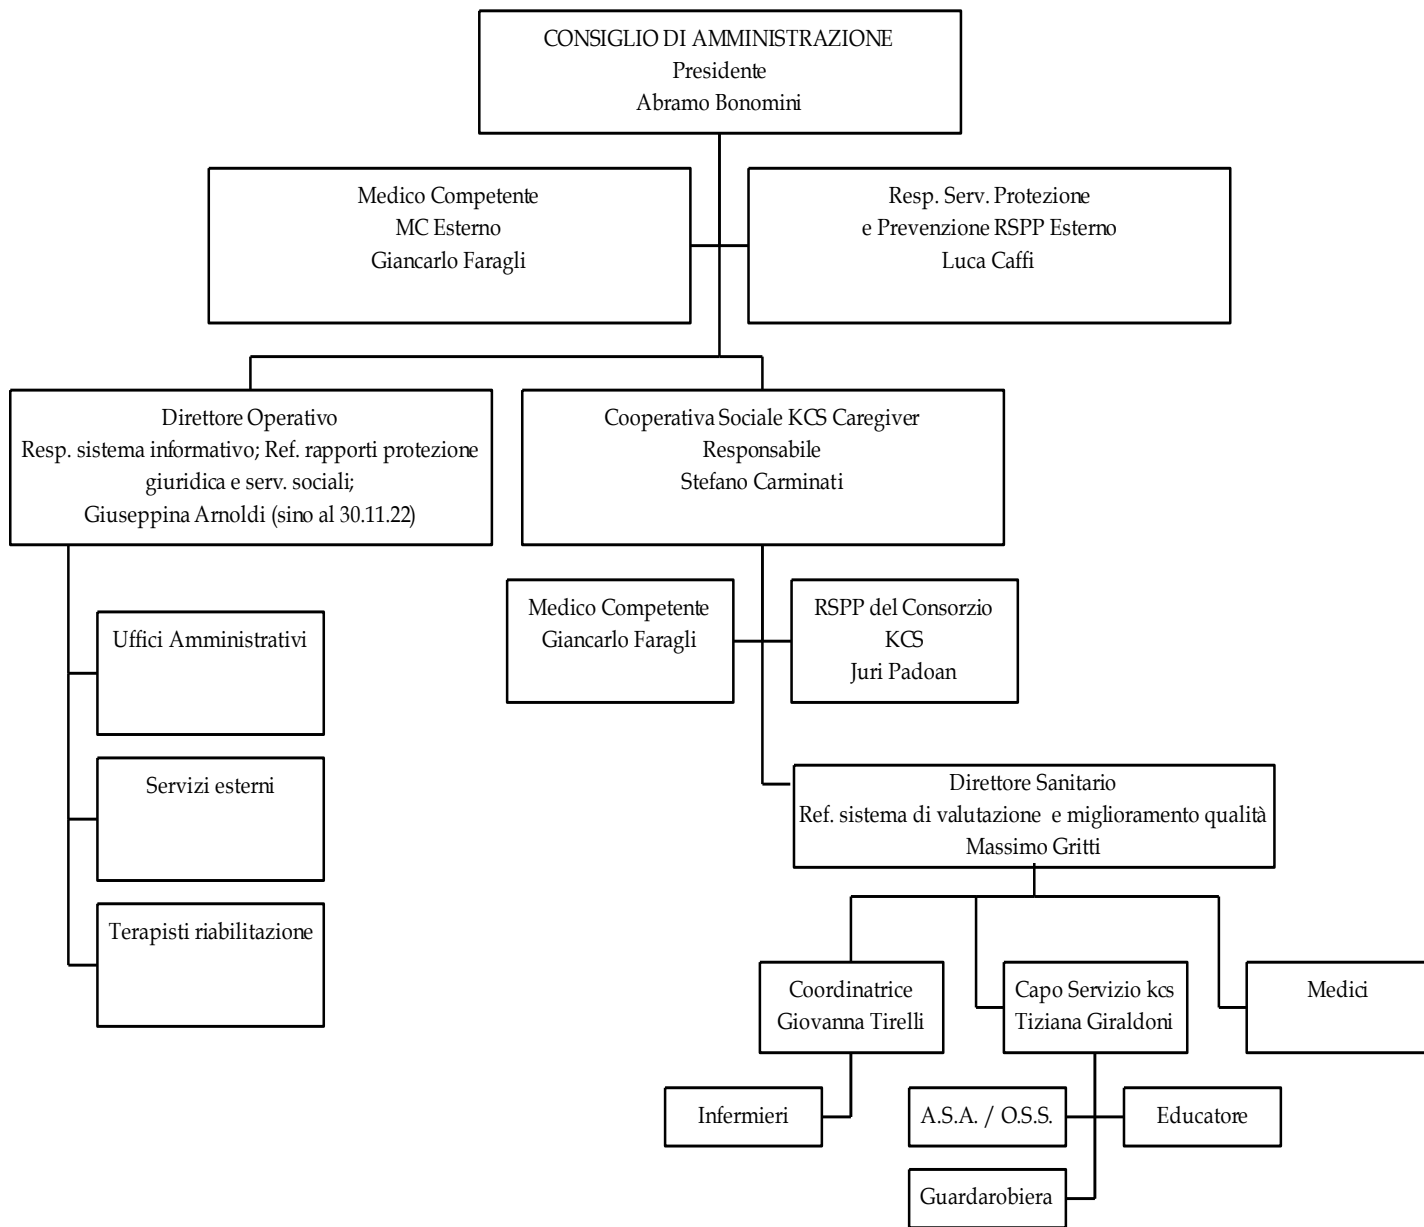 CONSIGLIO DI AMMINISTRAZIONE
Presidente
Abramo Bonomini
Medico Competente
MC Esterno
Giancarlo Faragli
Resp. Serv. Protezione
e Prevenzione RSPP Esterno
Luca Caffi
Direttore Operativo
Resp. sistema informativo; Ref. rapporti protezione
giuridica e serv. sociali;
Giuseppina Arnoldi (sino al 30.11.22)
Cooperativa Sociale KCS Caregiver
Responsabile
Stefano Carminati
Medico Competente
Giancarlo Faragli
RSPP del Consorzio
KCS
Juri Padoan
Uffici Amministrativi
Servizi esterni
Terapisti riabilitazione
Direttore Sanitario
Ref. sistema di valutazione e miglioramento qualità
Massimo Gritti
Coordinatrice
Giovanna Tirelli
Capo Servizio kcs
Tiziana Giraldoni
Medici
Infermieri
A.S.A. / O.S.S.
Educatore
Guardarobiera